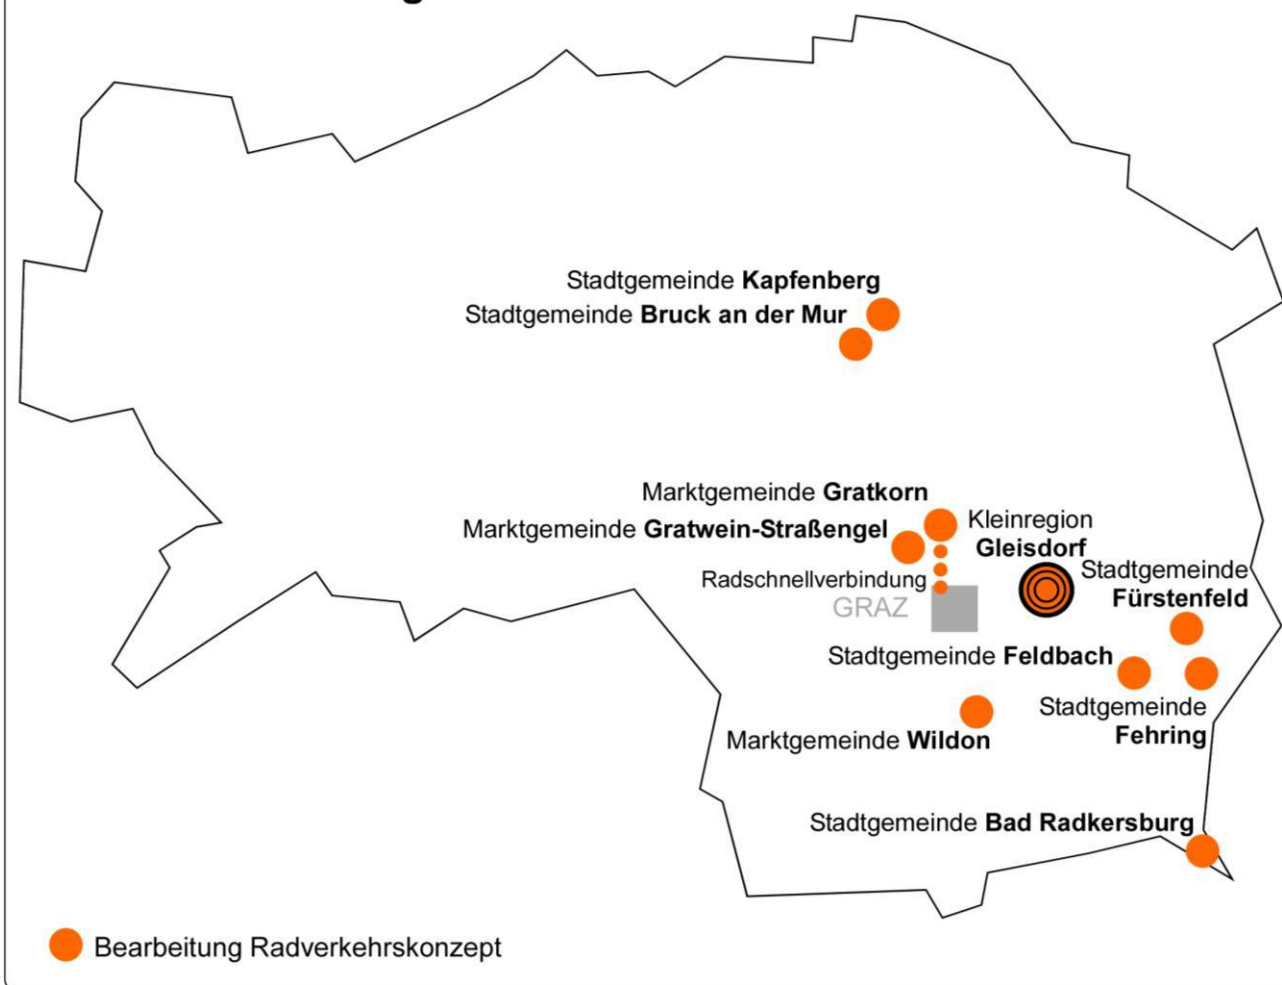 Stadtgemeinde Kapfenberg
Stadtgemeinde Bruck an der Mur
Marktgemeinde Gratkorn
Marktgemeinde Gratwein-Straßengel
Kleinregion
Gleisdorf
Radschnellverbindung
GRAZ
Stadtgemeinde
Fürstenfeld
Stadtgemeinde Feldbach
Stadtgemeinde
Fehring
Marktgemeinde Wildon
Stadtgemeinde Bad Radkersburg
Bearbeitung Radverkehrskonzept